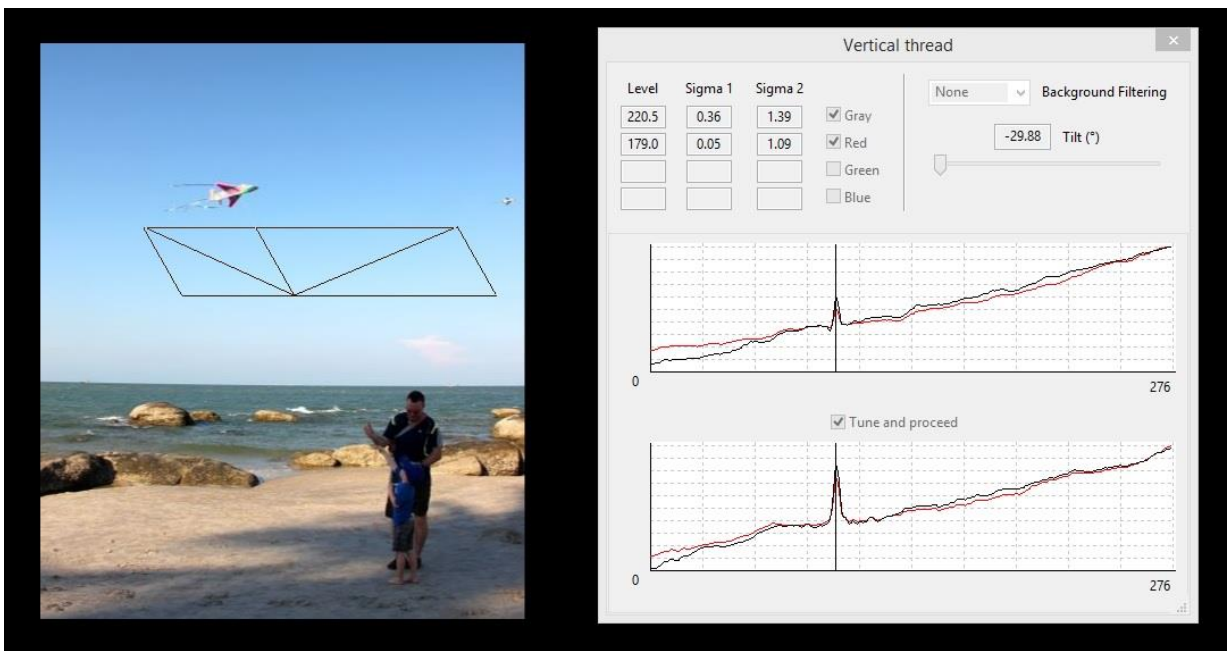 Vertical thread
×
Level Sigma 1 Sigma 2
None Background Filtering
220.5 0.36 1.39 Gray
179.0 0.05 1.09 Red
-29.88 Tilt (°)
Green
Blue
0 276
Tune and proceed
0 276